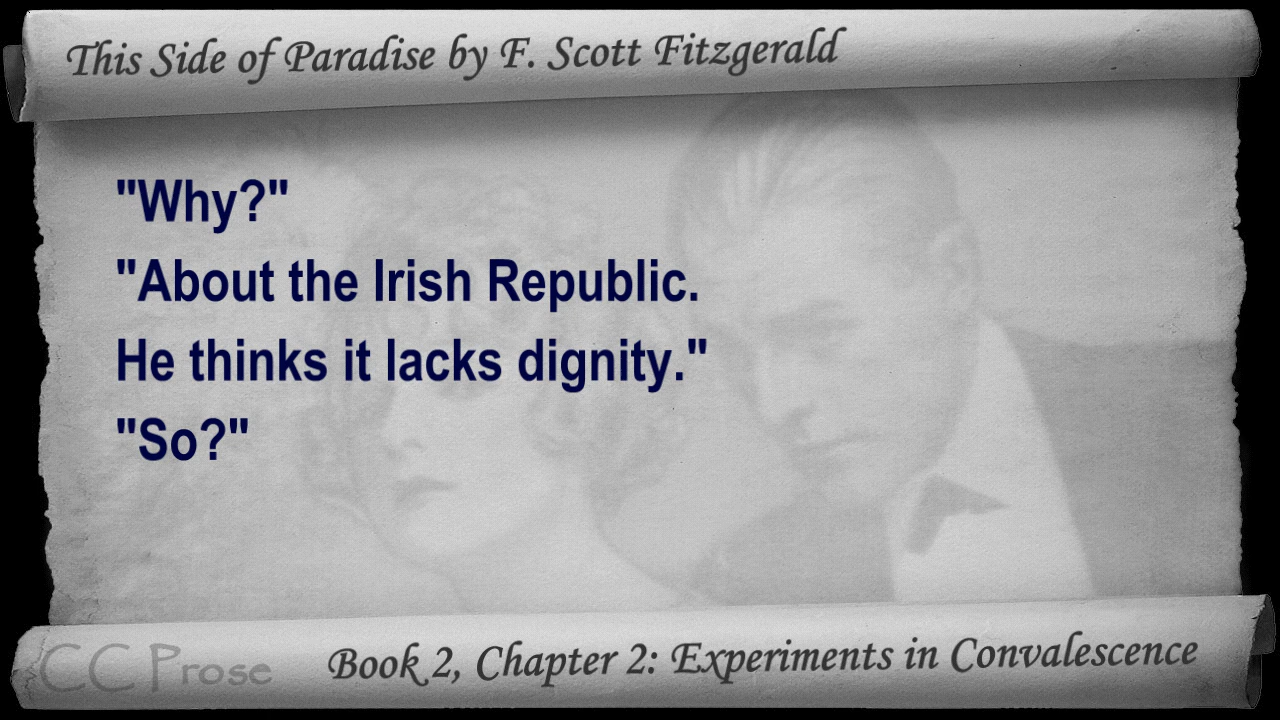 This Side of Paradise by F. Scott Fitzgerald
"Why?"
"About the Irish Republic.
He thinks it lacks dignity."
"So?"
CC Prose
Book 2, Chapter 2: Experiments in Convalescence